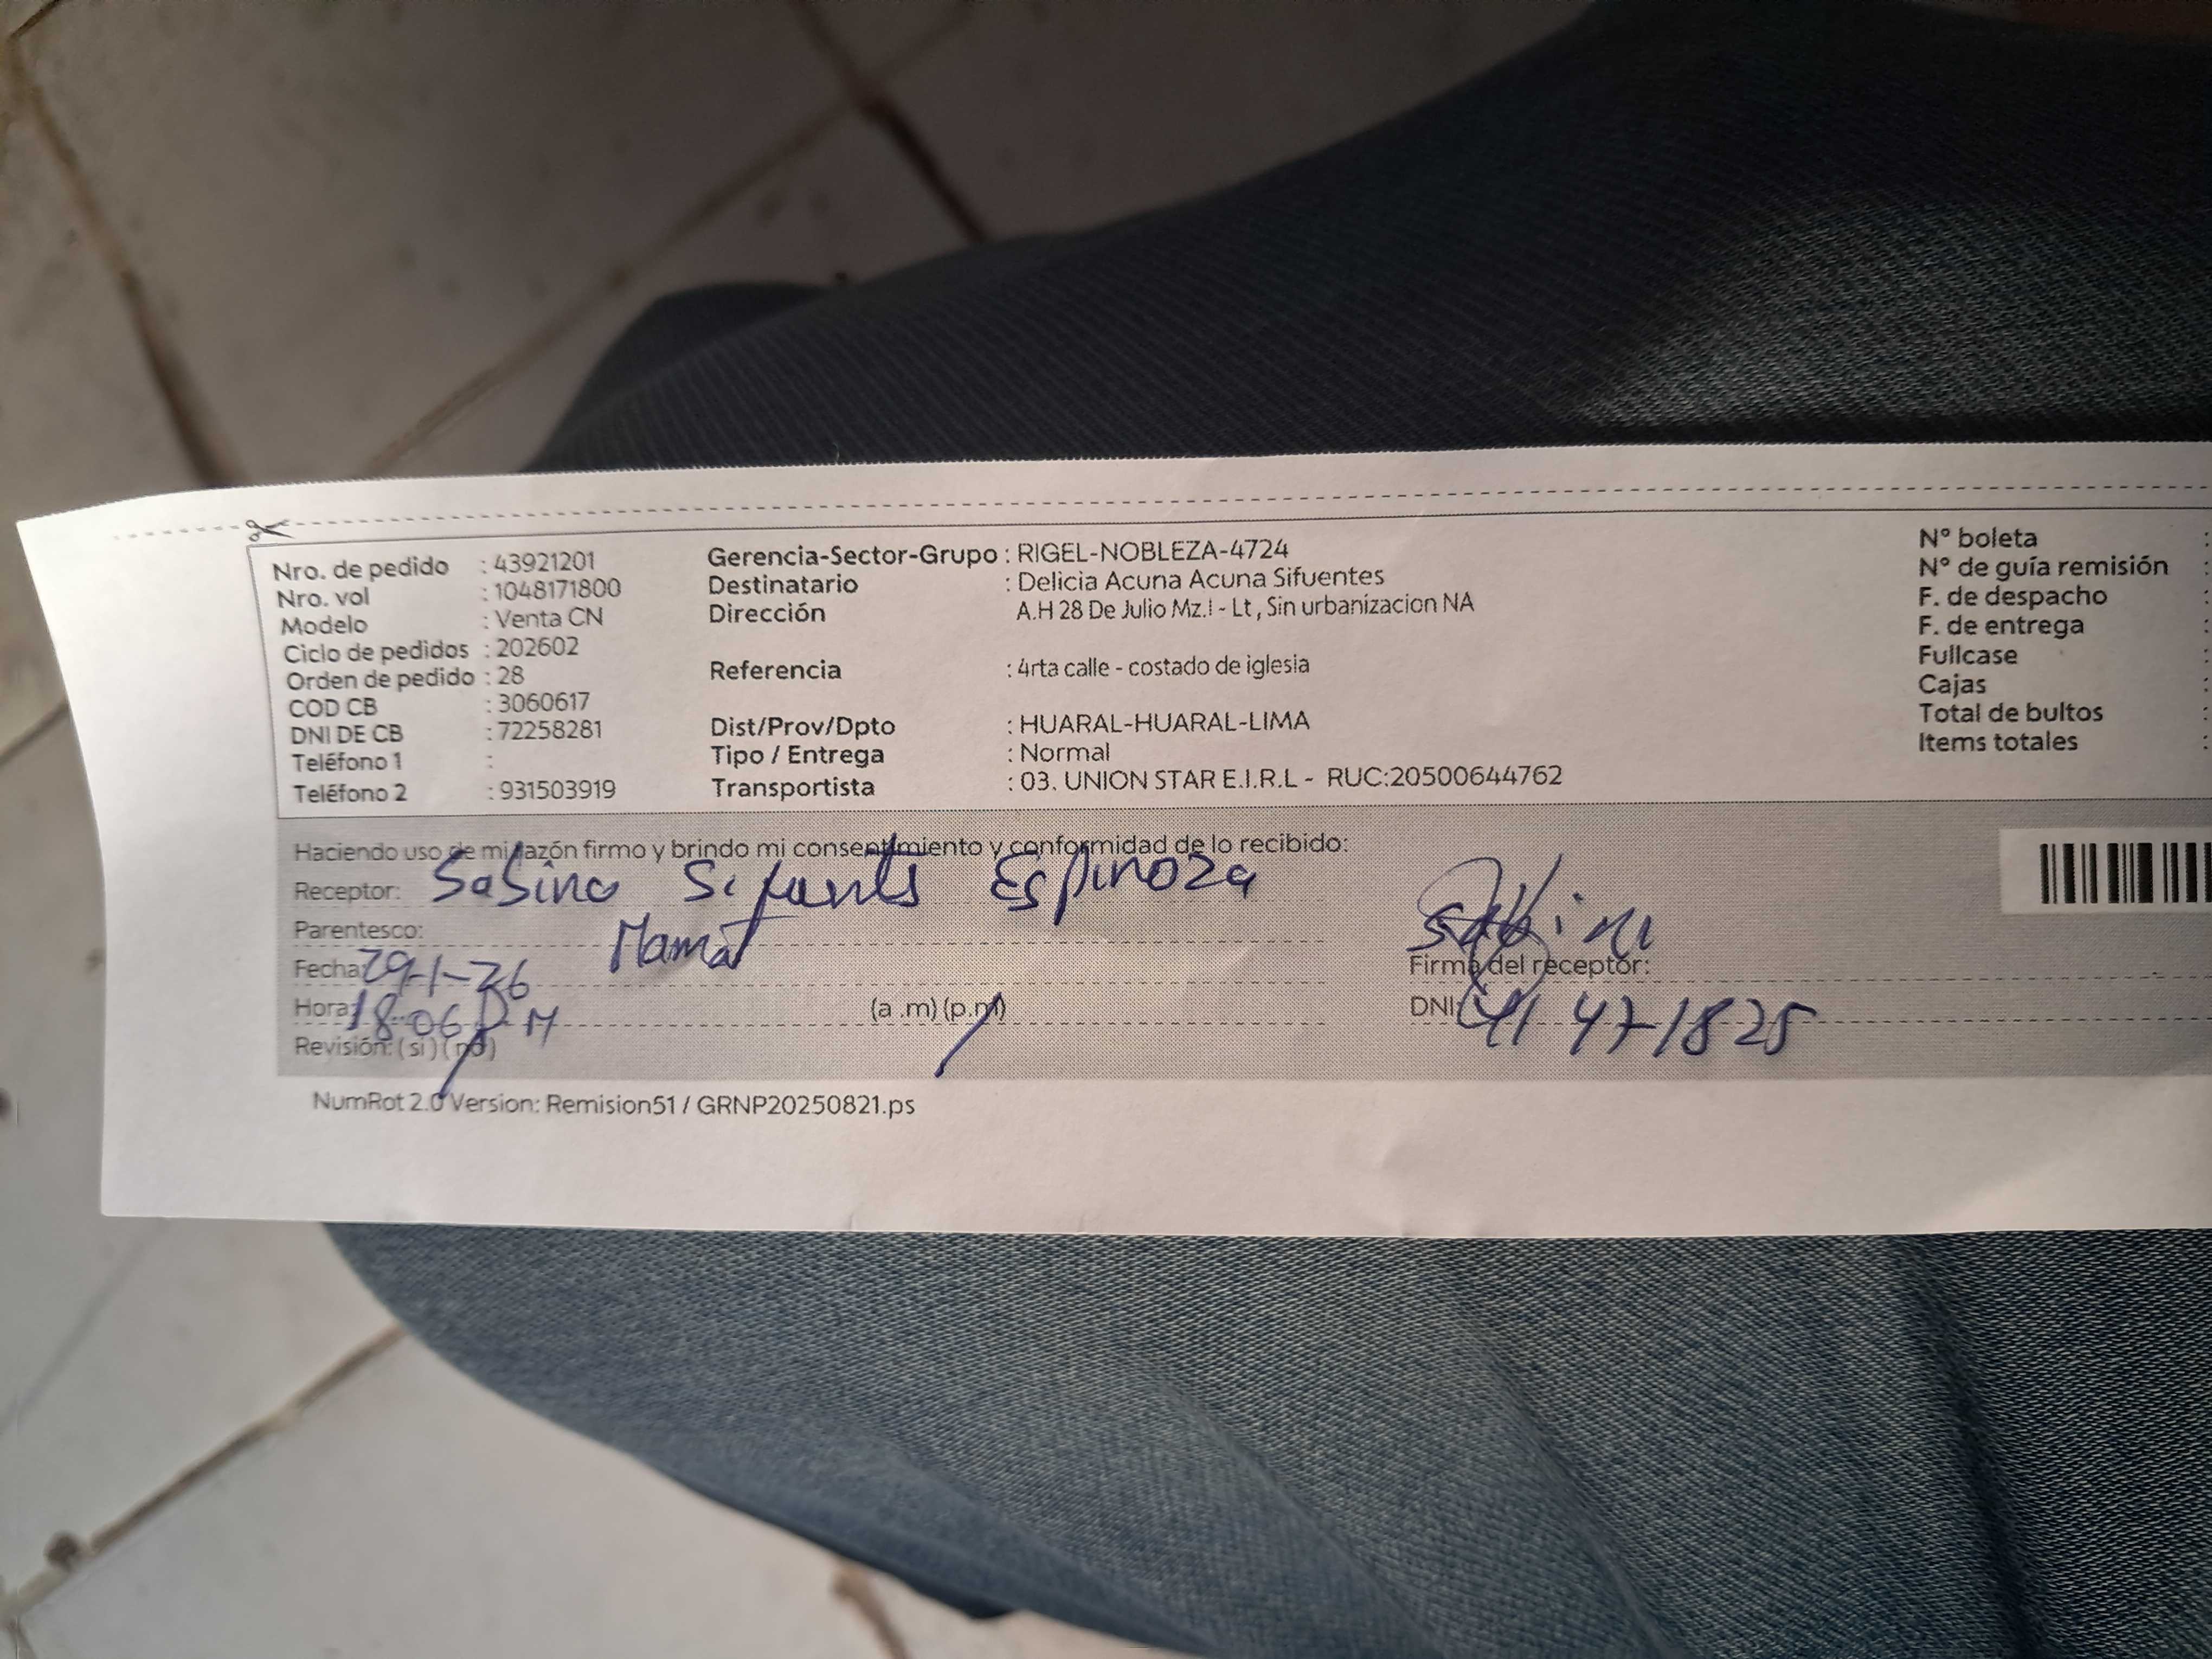 Nro. de pedido : 43921201
Nro. vol : 1048171800
Modelo : Venta CN
Ciclo de pedidos : 202602
Orden de pedido : 28
COD CB : 3060617
DNI DE CB : 72258281
Teléfono 1 :
Teléfono 2 : 931503919
Gerencia-Sector-Grupo : RIGEL-NOBLEZA-4724
Destinatario : Delicia Acuna Acuna Sifuentes
Dirección A.H 28 De Julio Mz.I - Lt , Sin urbanizacion NA
Referencia : 4rta calle - costado de iglesia
Dist/Prov/Dpto : HUARAL-HUARAL-LIMA
Tipo / Entrega : Normal
Transportista : 03. UNION STAR E.I.R.L - RUC:20500644762
N° boleta :
N° de guía remisión :
F. de despacho :
F. de entrega :
Fullcase :
Cajas :
Total de bultos :
Items totales :
Haciendo uso de mi razón firmo y brindo mi consentimiento y conformidad de lo recibido:
Receptor: Sabino Sifuents Espinoza
Parentesco: Mama
Fecha: 29-1-26
Hora: 18:06 P M (a .m) (p.m)
Revisión: (si) (no)
Sabino
Firma del receptor:
DNI: 41471825
NumRot 2.0 Version: Remision51 / GRNP20250821.ps